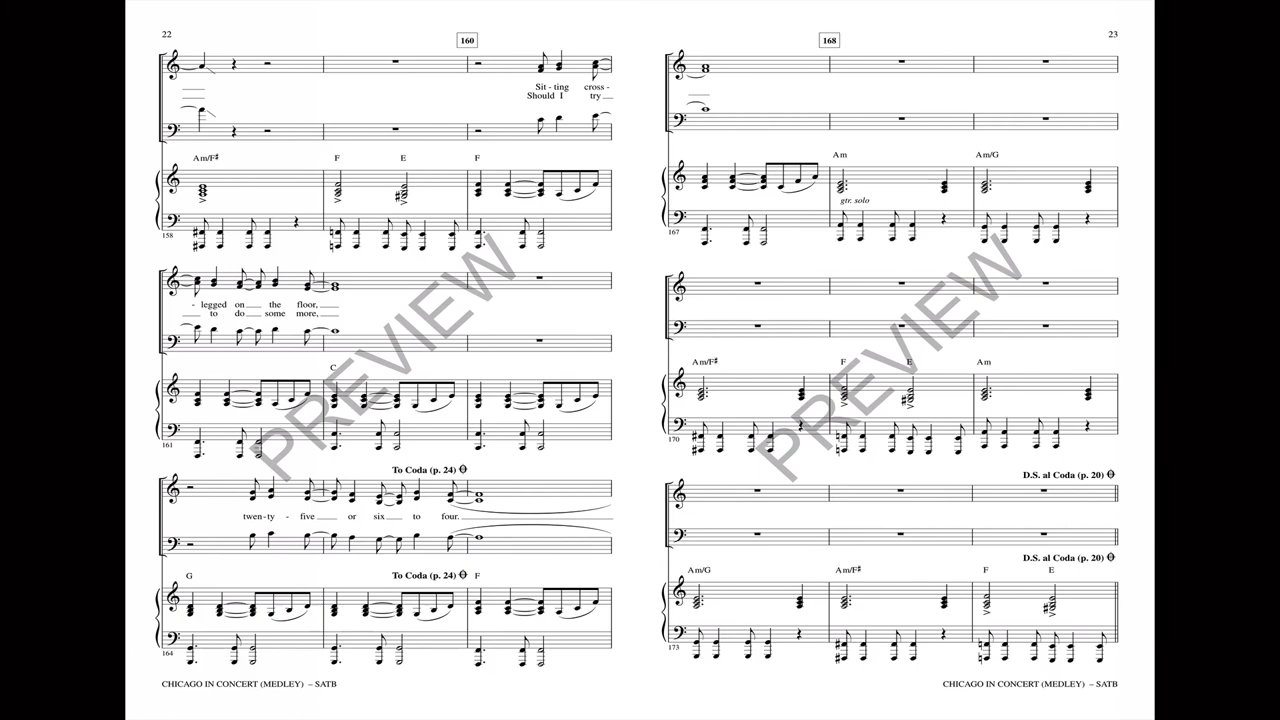 22
160
Sit - ting cross -
Should I try
Am/F♯ F E F
158
- legged on the floor,
to do some more,
C
161
To Coda (p. 24)
twen-ty - five or six to four.
G To Coda (p. 24) F
164
CHICAGO IN CONCERT (MEDLEY) – SATB
PREVIEW
168
23
Am Am/G
gtr. solo
167
Am/F♯ F E Am
170
D.S. al Coda (p. 20)
D.S. al Coda (p. 20)
Am/G Am/F♯ F E
173
CHICAGO IN CONCERT (MEDLEY) – SATB
PREVIEW